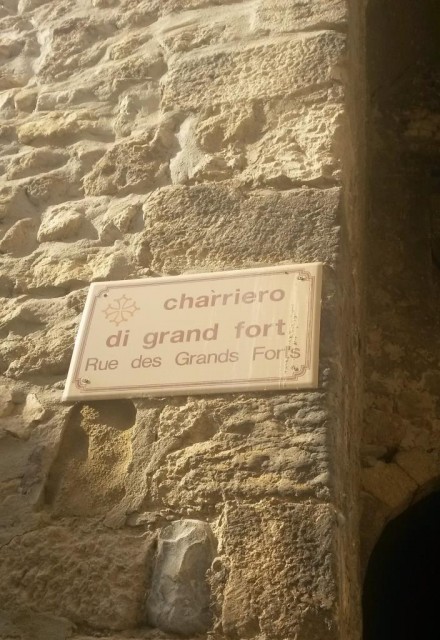 charriero
di grand fort
Rue des Grands Forts